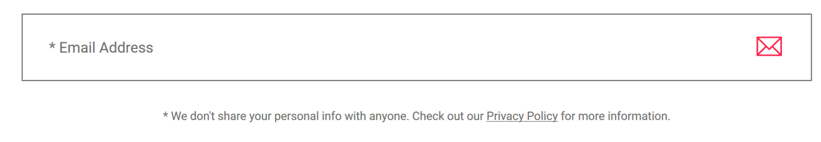 * Email Address
* We don't share your personal info with anyone. Check out our Privacy Policy for more information.